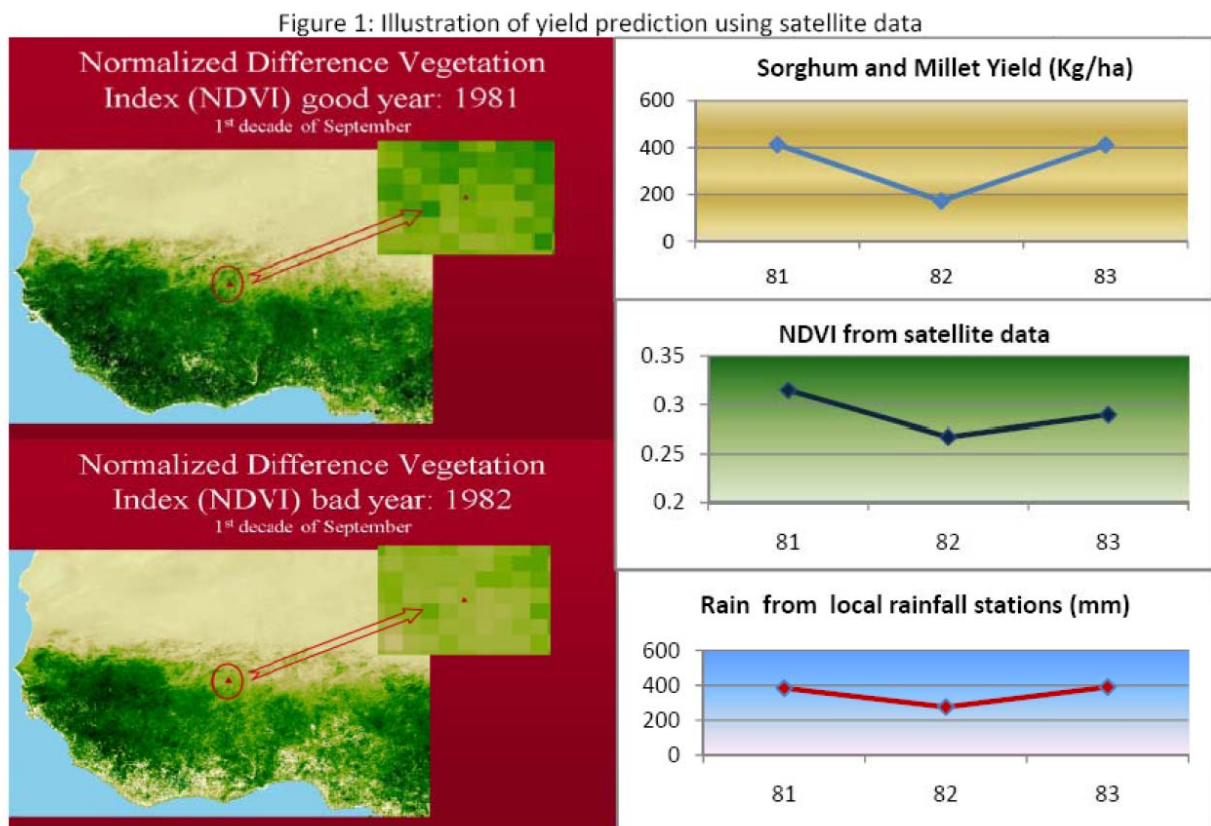 Figure 1: Illustration of yield prediction using satellite data
Normalized Difference Vegetation
Index (NDVI) good year: 1981
1st decade of September
Normalized Difference Vegetation
Index (NDVI) bad year: 1982
1st decade of September
Sorghum and Millet Yield (Kg/ha)
600
400
200
0
81 82 83
NDVI from satellite data
0.35
0.3
0.25
0.2
81 82 83
Rain from local rainfall stations (mm)
600
400
200
0
81 82 83